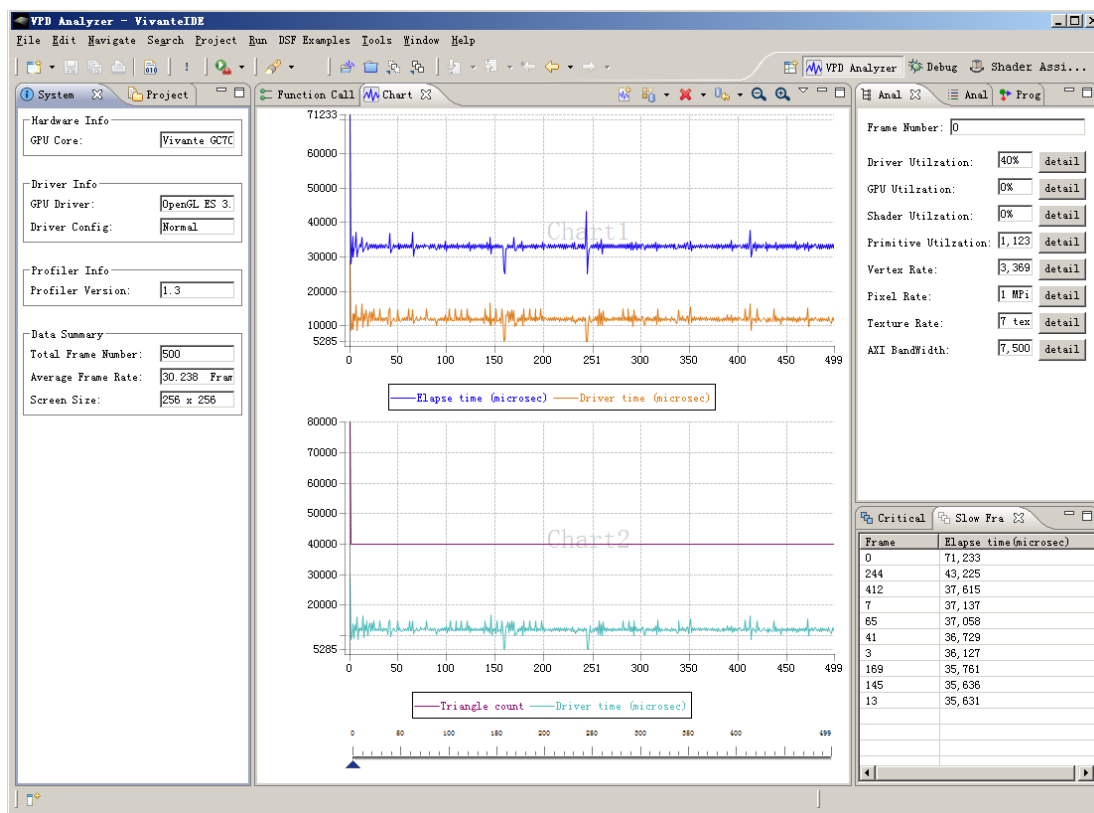 VPD Analyzer - VivanteIDE
File Edit Navigate Search Project Run DSF Examples Tools Window Help
VPD Analyzer Debug Shader Assi...
System Project
Hardware Info
GPU Core: Vivante GC7C
Driver Info
GPU Driver: OpenGL ES 3.
Driver Config: Normal
Profiler Info
Profiler Version: 1.3
Data Summary
Total Frame Number: 500
Average Frame Rate: 30.238 Fram
Screen Size: 256 x 256
Function Call Chart
71233
60000
50000
40000
30000
20000
10000
5285
Chart1
0 50 100 150 200 251 300 350 400 450 499
Elapse time (microsec) Driver time (microsec)
80000
70000
60000
50000
40000
30000
20000
5285
Chart2
0 50 100 150 200 251 300 350 400 450 499
Triangle count Driver time (microsec)
0 50 100 150 200 250 300 350 400 499
Anal Anal Prog
Frame Number: 0
Driver Utilzation: 40% detail
GPU Utilzation: 0% detail
Shader Utilzation: 0% detail
Primitive Utilzation: 1,123 detail
Vertex Rate: 3,369 detail
Pixel Rate: 1 MPi detail
Texture Rate: 7 tex detail
AXI BandWidth: 7,500 detail
Critical Slow Fra
Frame Elapse time(microsec)
0 71,233
244 43,225
412 37,615
7 37,137
65 37,058
41 36,729
3 36,127
169 35,761
145 35,636
13 35,631